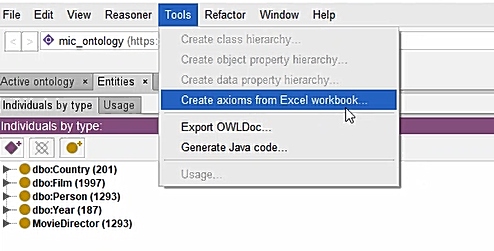 File Edit View Reasoner Tools Refactor Window Help
mic_ontology (https:
Create class hierarchy...
Create object property hierarchy...
Create data property hierarchy...
Create axioms from Excel workbook...
Export OWLDoc...
Generate Java code...
Usage...
Active ontology × Entities ×
Individuals by type Usage
Individuals by type:
dbo:Country (201)
dbo:Film (1997)
dbo:Person (1293)
dbo:Year (187)
MovieDirector (1293)